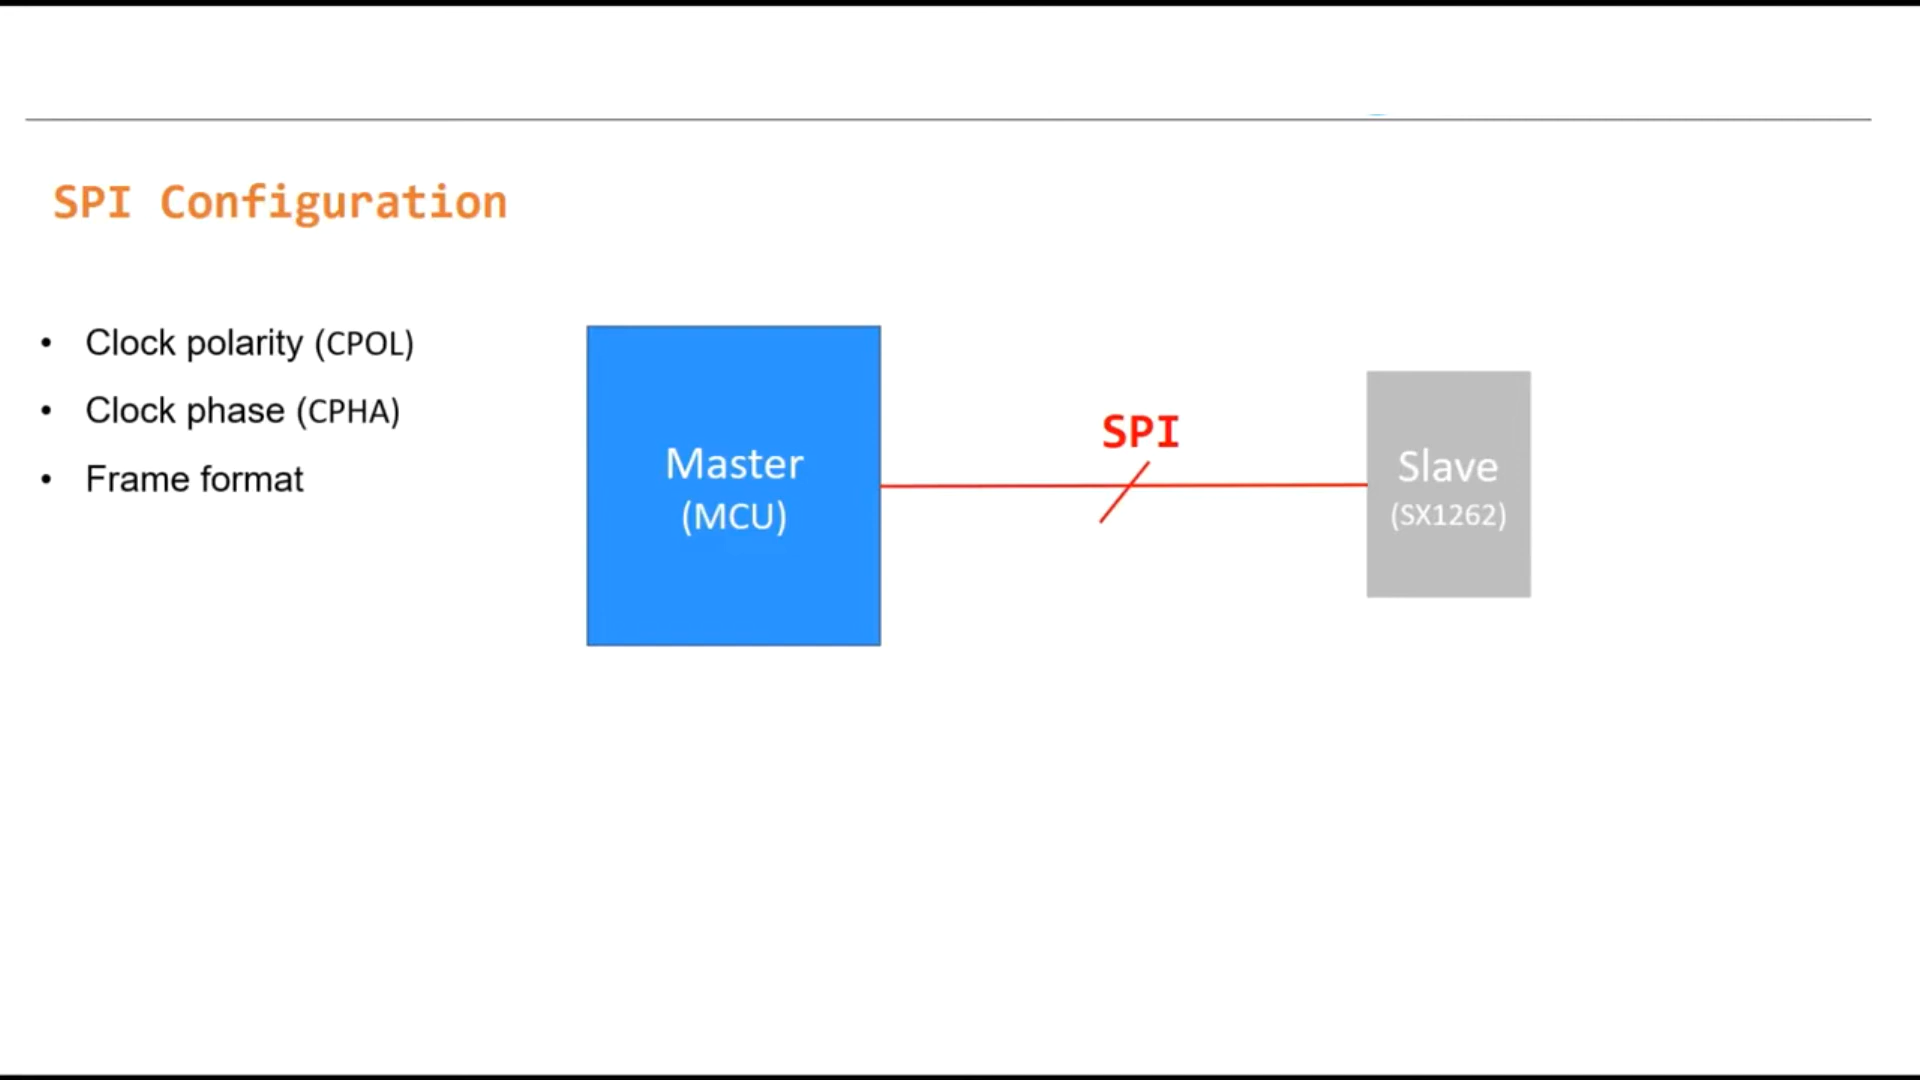 SPI Configuration
• Clock polarity (CPOL)
• Clock phase (CPHA)
• Frame format
Master
(MCU)
SPI
Slave
(SX1262)